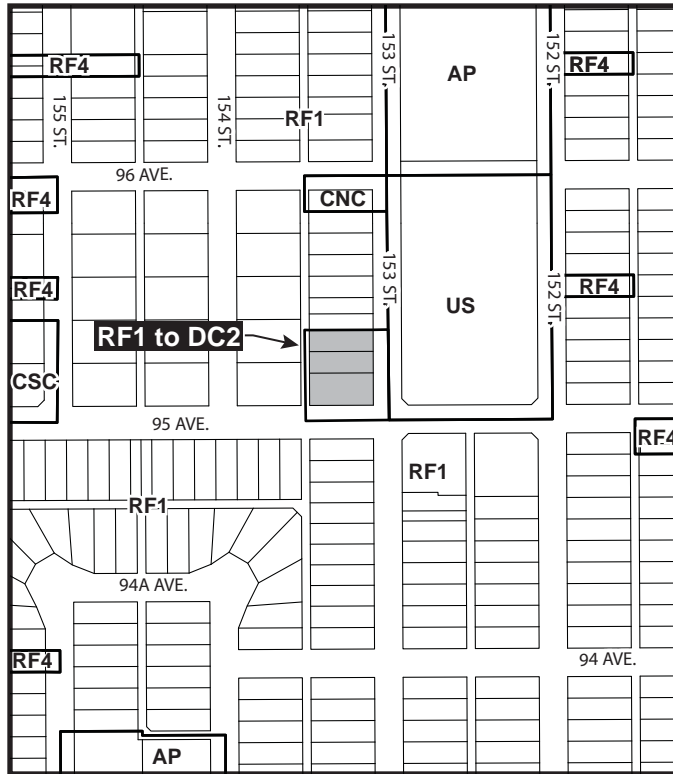 RF4
153 ST.
152 ST.
RF4
AP
155 ST.
154 ST.
RF1
96 AVE.
RF4
CNC
153 ST.
152 ST.
RF4
RF4
US
RF1 to DC2
CSC
95 AVE.
RF4
RF1
RF1
94A AVE.
RF4
94 AVE.
AP